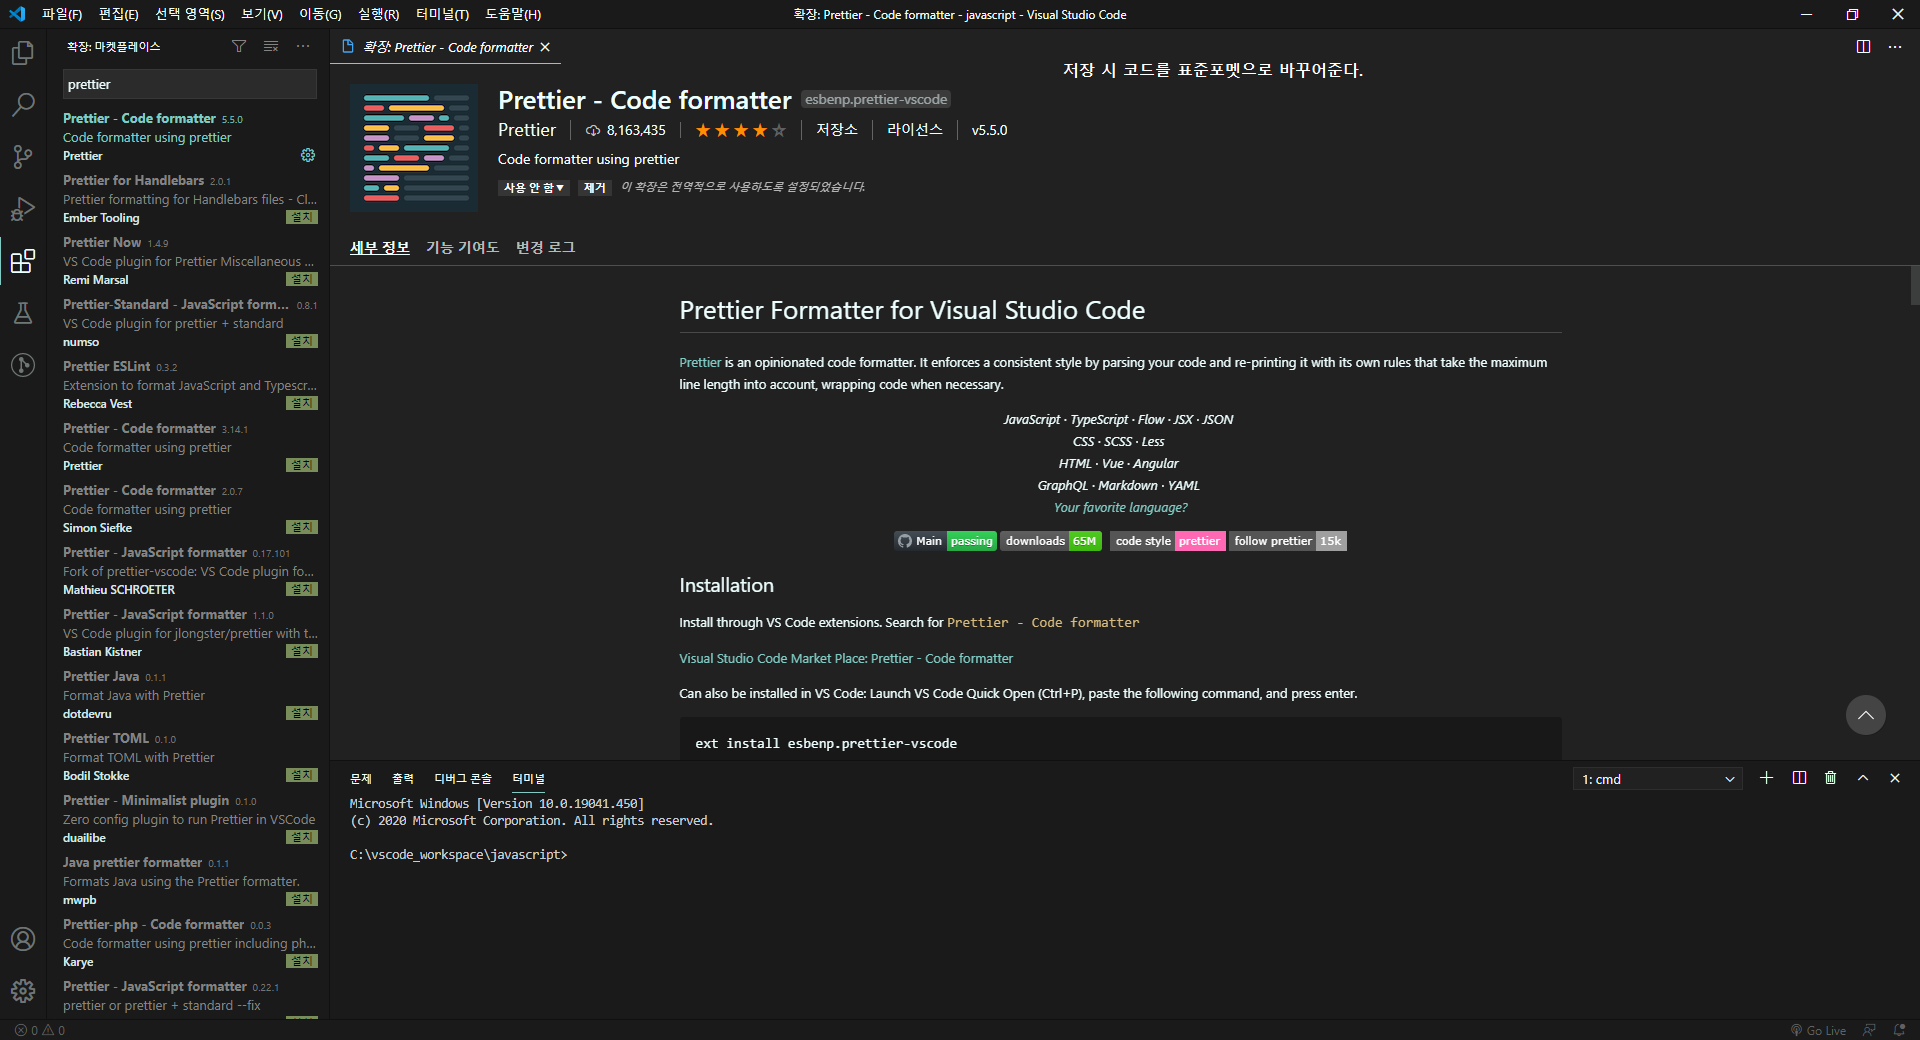 파일(F) 편집(E) 선택 영역(S) 보기(V) 이동(G) 실행(R) 터미널(T) 도움말(H)
확장: Prettier - Code formatter - javascript - Visual Studio Code
확장: 마켓플레이스
prettier
Prettier - Code formatter 5.5.0
Code formatter using prettier
Prettier
Prettier for Handlebars 2.0.1
Prettier formatting for Handlebars files - Cl...
Ember Tooling 설치
Prettier Now 1.4.9
VS Code plugin for Prettier Miscellaneous ...
Remi Marsal 설치
Prettier-Standard - JavaScript form... 0.8.1
VS Code plugin for prettier + standard
numso 설치
Prettier ESLint 0.3.2
Extension to format JavaScript and Typescr...
Rebecca Vest 설치
Prettier - Code formatter 3.14.1
Code formatter using prettier
Prettier 설치
Prettier - Code formatter 2.0.7
Code formatter using prettier
Simon Siefke 설치
Prettier - JavaScript formatter 0.17.101
Fork of prettier-vscode: VS Code plugin fo...
Mathieu SCHROETER 설치
Prettier - JavaScript formatter 1.1.0
VS Code plugin for jlongster/prettier with t...
Bastian Kistner 설치
Prettier Java 0.1.1
Format Java with Prettier
dotdevru 설치
Prettier TOML 0.1.0
Format TOML with Prettier
Bodil Stokke 설치
Prettier - Minimalist plugin 0.1.0
Zero config plugin to run Prettier in VSCode
duailibe 설치
Java prettier formatter 0.1.1
Formats Java using the Prettier formatter.
mwpb 설치
Prettier-php - Code formatter 0.0.3
Code formatter using prettier including ph...
Karye 설치
Prettier - JavaScript formatter 0.22.1
prettier or prettier + standard --fix
확장: Prettier - Code formatter
저장 시 코드를 표준포멧으로 바꾸어준다.
Prettier - Code formatter esbenp.prettier-vscode
Prettier 8,163,435 저장소 라이선스 v5.5.0
Code formatter using prettier
사용 안 함▼ 제거 이 확장은 전역적으로 사용하도록 설정되었습니다.
세부 정보 기능 기여도 변경 로그
Prettier Formatter for Visual Studio Code
Prettier is an opinionated code formatter. It enforces a consistent style by parsing your code and re-printing it with its own rules that take the maximum
line length into account, wrapping code when necessary.
JavaScript · TypeScript · Flow · JSX · JSON
CSS · SCSS · Less
HTML · Vue · Angular
GraphQL · Markdown · YAML
Your favorite language?
Main passing downloads 65M code style prettier follow prettier 15k
Installation
Install through VS Code extensions. Search for Prettier - Code formatter
Visual Studio Code Market Place: Prettier - Code formatter
Can also be installed in VS Code: Launch VS Code Quick Open (Ctrl+P), paste the following command, and press enter.
ext install esbenp.prettier-vscode
문제 출력 디버그 콘솔 터미널
1: cmd
Microsoft Windows [Version 10.0.19041.450]
(c) 2020 Microsoft Corporation. All rights reserved.
C:\vscode_workspace\javascript>
0 0
Go Live